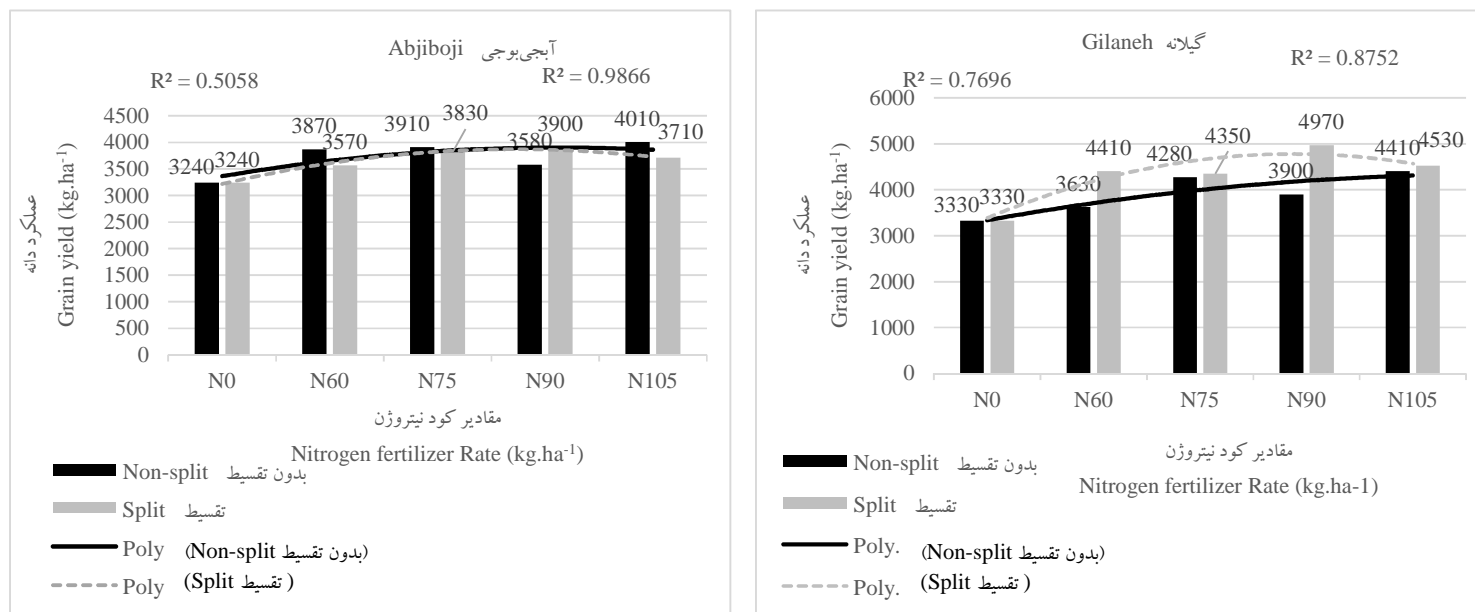 Abjiboji آبجی‌بوجی
R² = 0.5058
R² = 0.9866
عملکرد دانه
Grain yield (kg.ha-1)
4500
4000
3500
3000
2500
2000
1500
1000
500
0
3240
3240
3870
3570
3910
3830
3580
3900
4010
3710
N0 N60 N75 N90 N105
مقادیر کود نیتروژن
Nitrogen fertilizer Rate (kg.ha-1)
Non-split بدون تقسیط
Split تقسیط
Poly (Non-split بدون تقسیط)
Poly (Split تقسیط )
Gilaneh گیلانه
R² = 0.7696
R² = 0.8752
عملکرد دانه
Grain yield (kg.ha-1)
6000
5000
4000
3000
2000
1000
0
3330
3330
3630
4410
4280
4350
3900
4970
4410
4530
N0 N60 N75 N90 N105
مقادیر کود نیتروژن
Nitrogen fertilizer Rate (kg.ha-1)
Non-split بدون تقسیط
Split تقسیط
Poly. (Non-split بدون تقسیط)
Poly. (Split تقسیط )